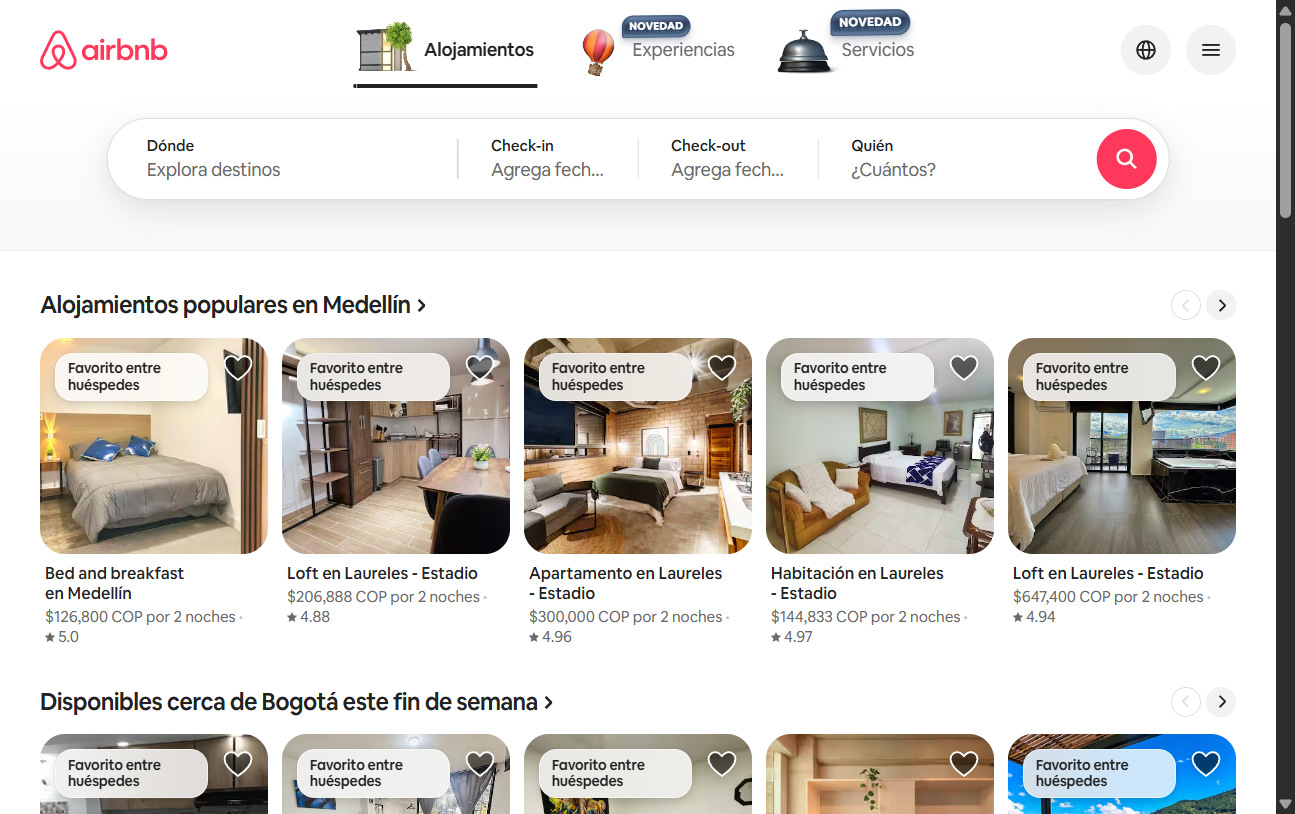 airbnb
Alojamientos
NOVEDAD
Experiencias
NOVEDAD
Servicios
Dónde
Explora destinos
Check-in
Agrega fech...
Check-out
Agrega fech...
Quién
¿Cuántos?
Alojamientos populares en Medellín
Favorito entre
huéspedes
Favorito entre
huéspedes
Favorito entre
huéspedes
Favorito entre
huéspedes
Favorito entre
huéspedes
Bed and breakfast
en Medellín
$126,800 COP por 2 noches ·
★ 5.0
Loft en Laureles - Estadio
$206,888 COP por 2 noches ·
★ 4.88
Apartamento en Laureles
- Estadio
$300,000 COP por 2 noches ·
★ 4.96
Habitación en Laureles
- Estadio
$144,833 COP por 2 noches ·
★ 4.97
Loft en Laureles - Estadio
$647,400 COP por 2 noches ·
★ 4.94
Disponibles cerca de Bogotá este fin de semana
Favorito entre
huéspedes
Favorito entre
huéspedes
Favorito entre
huéspedes
Favorito entre
huéspedes